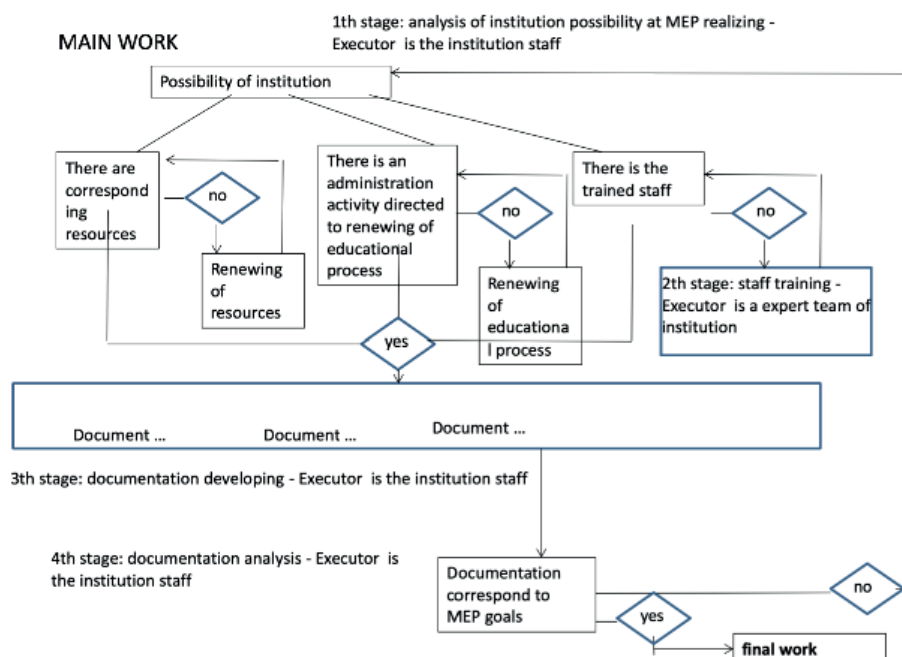 1th stage: analysis of institution possibility at MEP realizing -
Executor is the institution staff
MAIN WORK
Possibility of institution
There are
correspond
ing
resources
no
Renewing
of
resources
There is an
administration
activity directed
to renewing of
educational
process
no
Renewing
of
educationa
l process
There is the
trained staff
no
2th stage: staff training -
Executor is a expert team of
institution
yes
Document ...
Document ...
Document ...
3th stage: documentation developing - Executor is the institution staff
4th stage: documentation analysis - Executor is
the institution staff
Documentation
correspond to
MEP goals
yes
no
final work